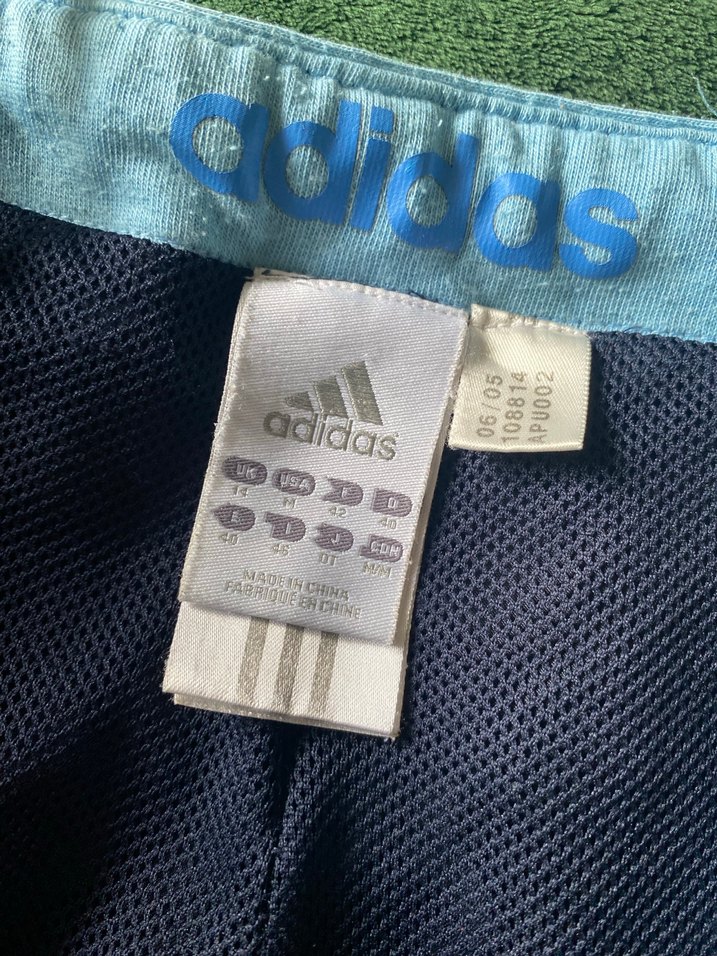 adidas
adidas
UK USA F D
14 M 42 40
K I J CDN
40 46 OT M/M
MADE IN CHINA
FABRIQUE EN CHINE
06/05
108814
APU002